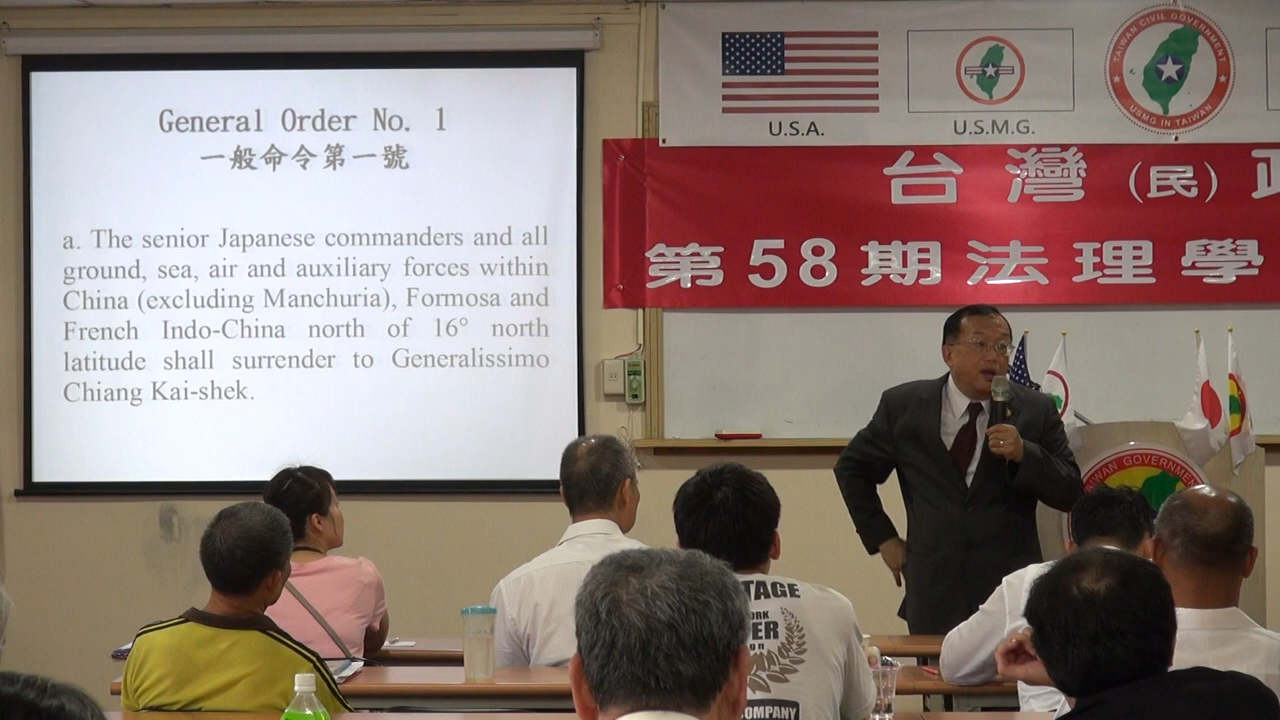 General Order No. 1
一般命令第一號
a. The senior Japanese commanders and all
ground, sea, air and auxiliary forces within
China (excluding Manchuria), Formosa and
French Indo-China north of 16° north
latitude shall surrender to Generalissimo
Chiang Kai-shek.
U.S.A.
U.S.M.G.
TAIWAN CIVIL GOVERNMENT
USMG IN TAIWAN
台灣(民)政
第58期法理學
TAIWAN GOVERNMENT
TAGE
COMPANY